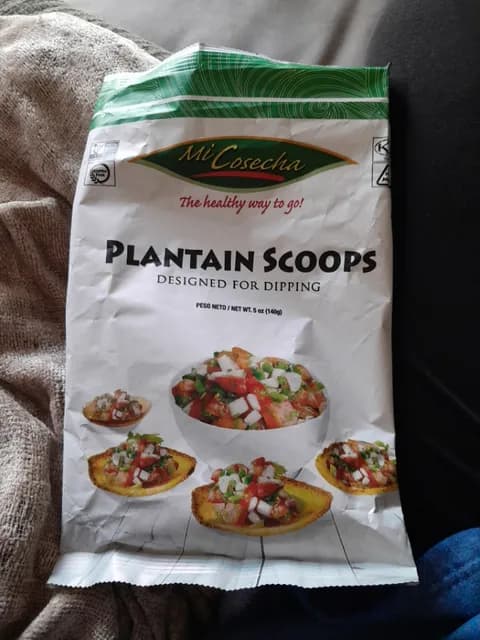 Mi Cosecha
The healthy way to go!
PLANTAIN SCOOPS
DESIGNED FOR DIPPING
PESO NETO / NET WT. 5 oz (140g)